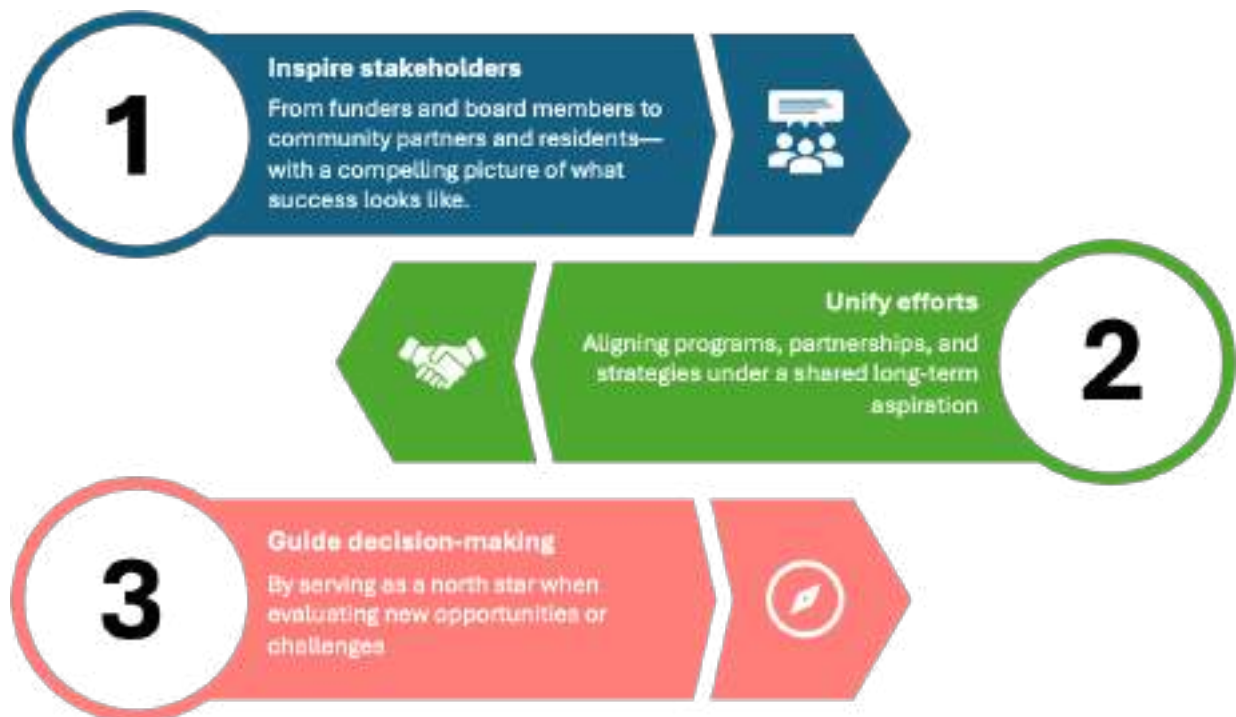 1
Inspire stakeholders
From funders and board members to
community partners and residents—
with a compelling picture of what
success looks like.
Unify efforts
Aligning programs, partnerships, and
strategies under a shared long-term
aspiration
2
3
Guide decision-making
By serving as a north star when
evaluating new opportunities or
challenges